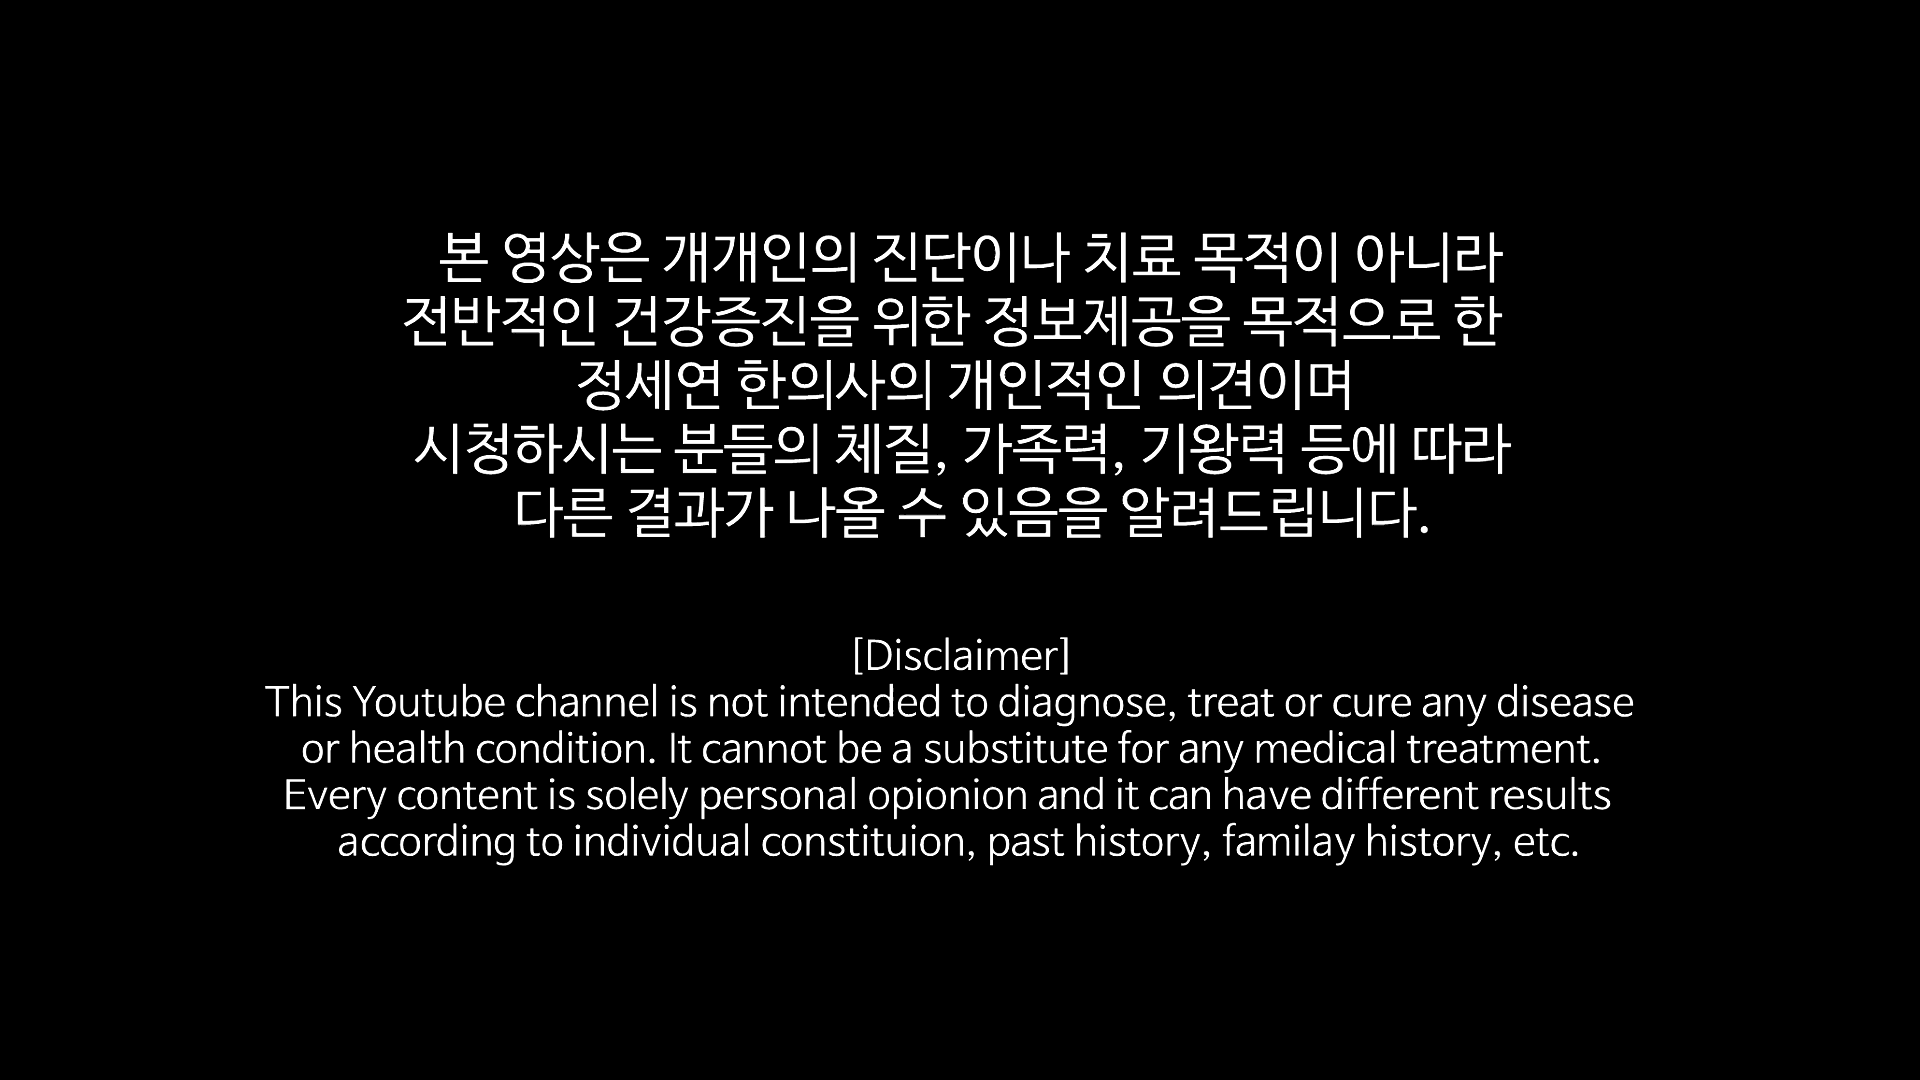 본 영상은 개개인의 진단이나 치료 목적이 아니라
전반적인 건강증진을 위한 정보제공을 목적으로 한
정세연 한의사의 개인적인 의견이며
시청하시는 분들의 체질, 가족력, 기왕력 등에 따라
다른 결과가 나올 수 있음을 알려드립니다.
[Disclaimer]
This Youtube channel is not intended to diagnose, treat or cure any disease
or health condition. It cannot be a substitute for any medical treatment.
Every content is solely personal opionion and it can have different results
according to individual constituion, past history, familay history, etc.